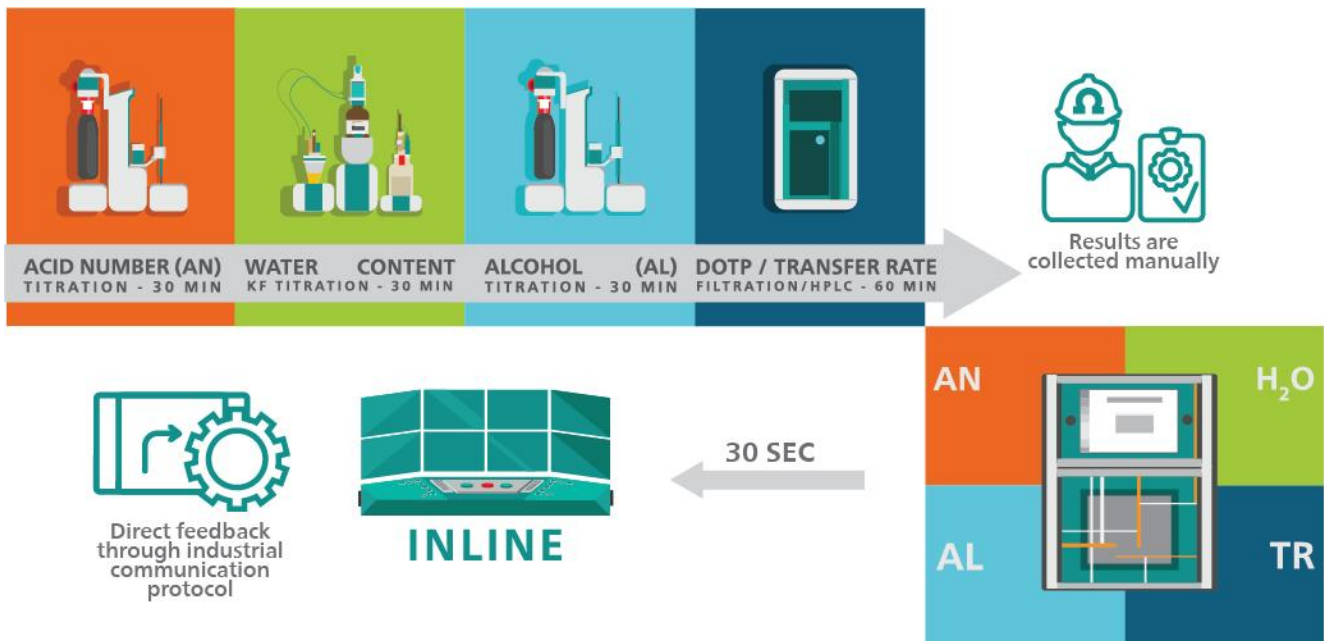 ACID NUMBER (AN)
TITRATION - 30 MIN
WATER CONTENT
KF TITRATION - 30 MIN
ALCOHOL (AL)
TITRATION - 30 MIN
DOTP / TRANSFER RATE
FILTRATION/HPLC - 60 MIN
Results are
collected manually
AN
H₂O
AL
TR
30 SEC
INLINE
Direct feedback
through industrial
communication
protocol